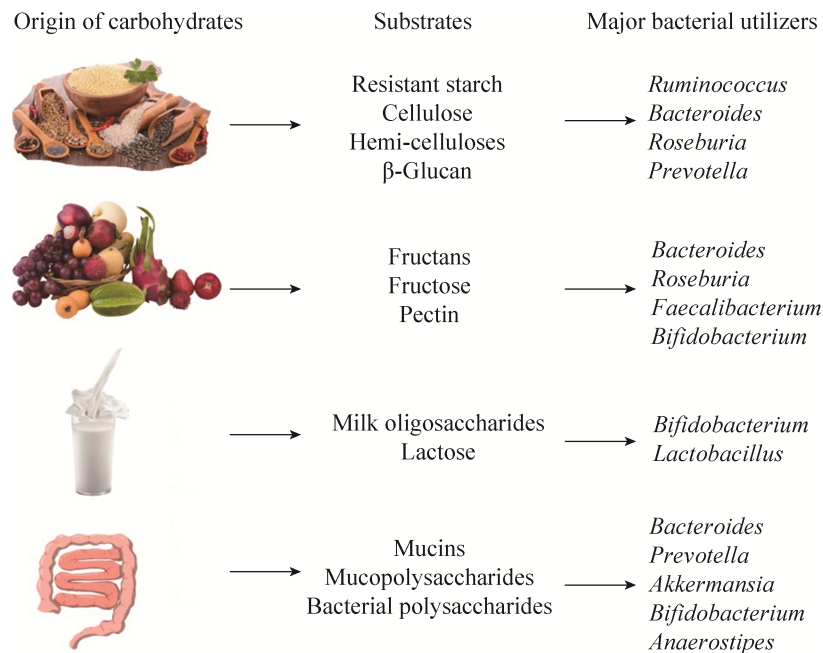 Origin of carbohydrates
Substrates
Major bacterial utilizers
Resistant starch
Cellulose
Hemi-celluloses
β-Glucan
Ruminococcus
Bacteroides
Roseburia
Prevotella
Fructans
Fructose
Pectin
Bacteroides
Roseburia
Faecalibacterium
Bifidobacterium
Milk oligosaccharides
Lactose
Bifidobacterium
Lactobacillus
Mucins
Mucopolysaccharides
Bacterial polysaccharides
Bacteroides
Prevotella
Akkermansia
Bifidobacterium
Anaerostipes